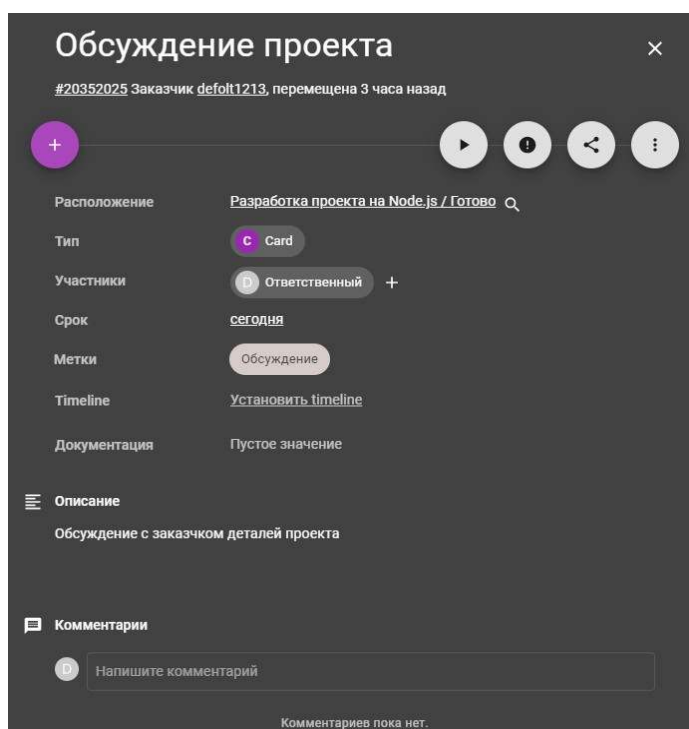 Обсуждение проекта
#20352025 Заказчик defolt1213, перемещена 3 часа назад
Расположение Разработка проекта на Node.js / Готово
Тип C Card
Участники D Ответственный +
Срок сегодня
Метки Обсуждение
Timeline Установить timeline
Документация Пустое значение
Описание
Обсуждение с заказчком деталей проекта
Комментарии
D Напишите комментарий
Комментариев пока нет.